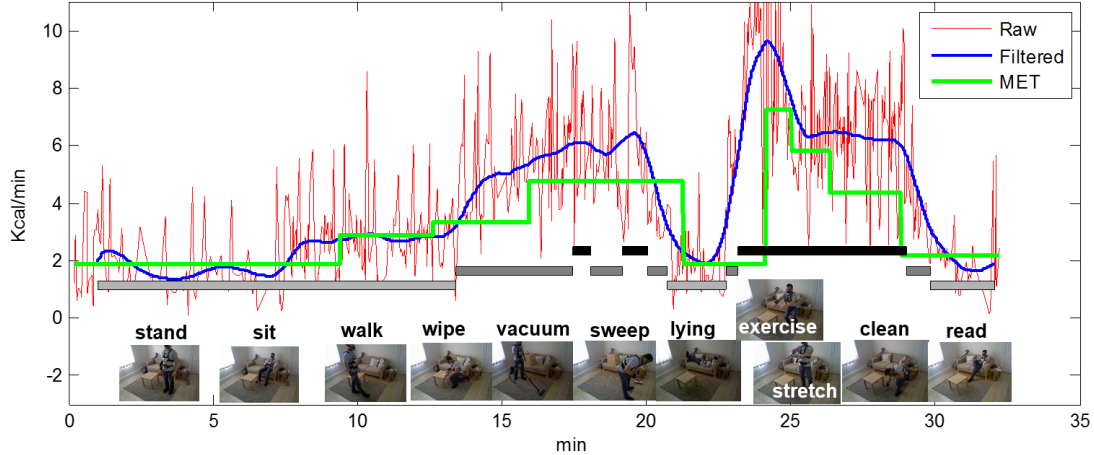 10
8
6
4
2
0
-2
Kcal/min
Raw
Filtered
MET
stand
sit
walk
wipe
vacuum
sweep
lying
exercise
stretch
clean
read
0 5 10 15 20 25 30 35
min